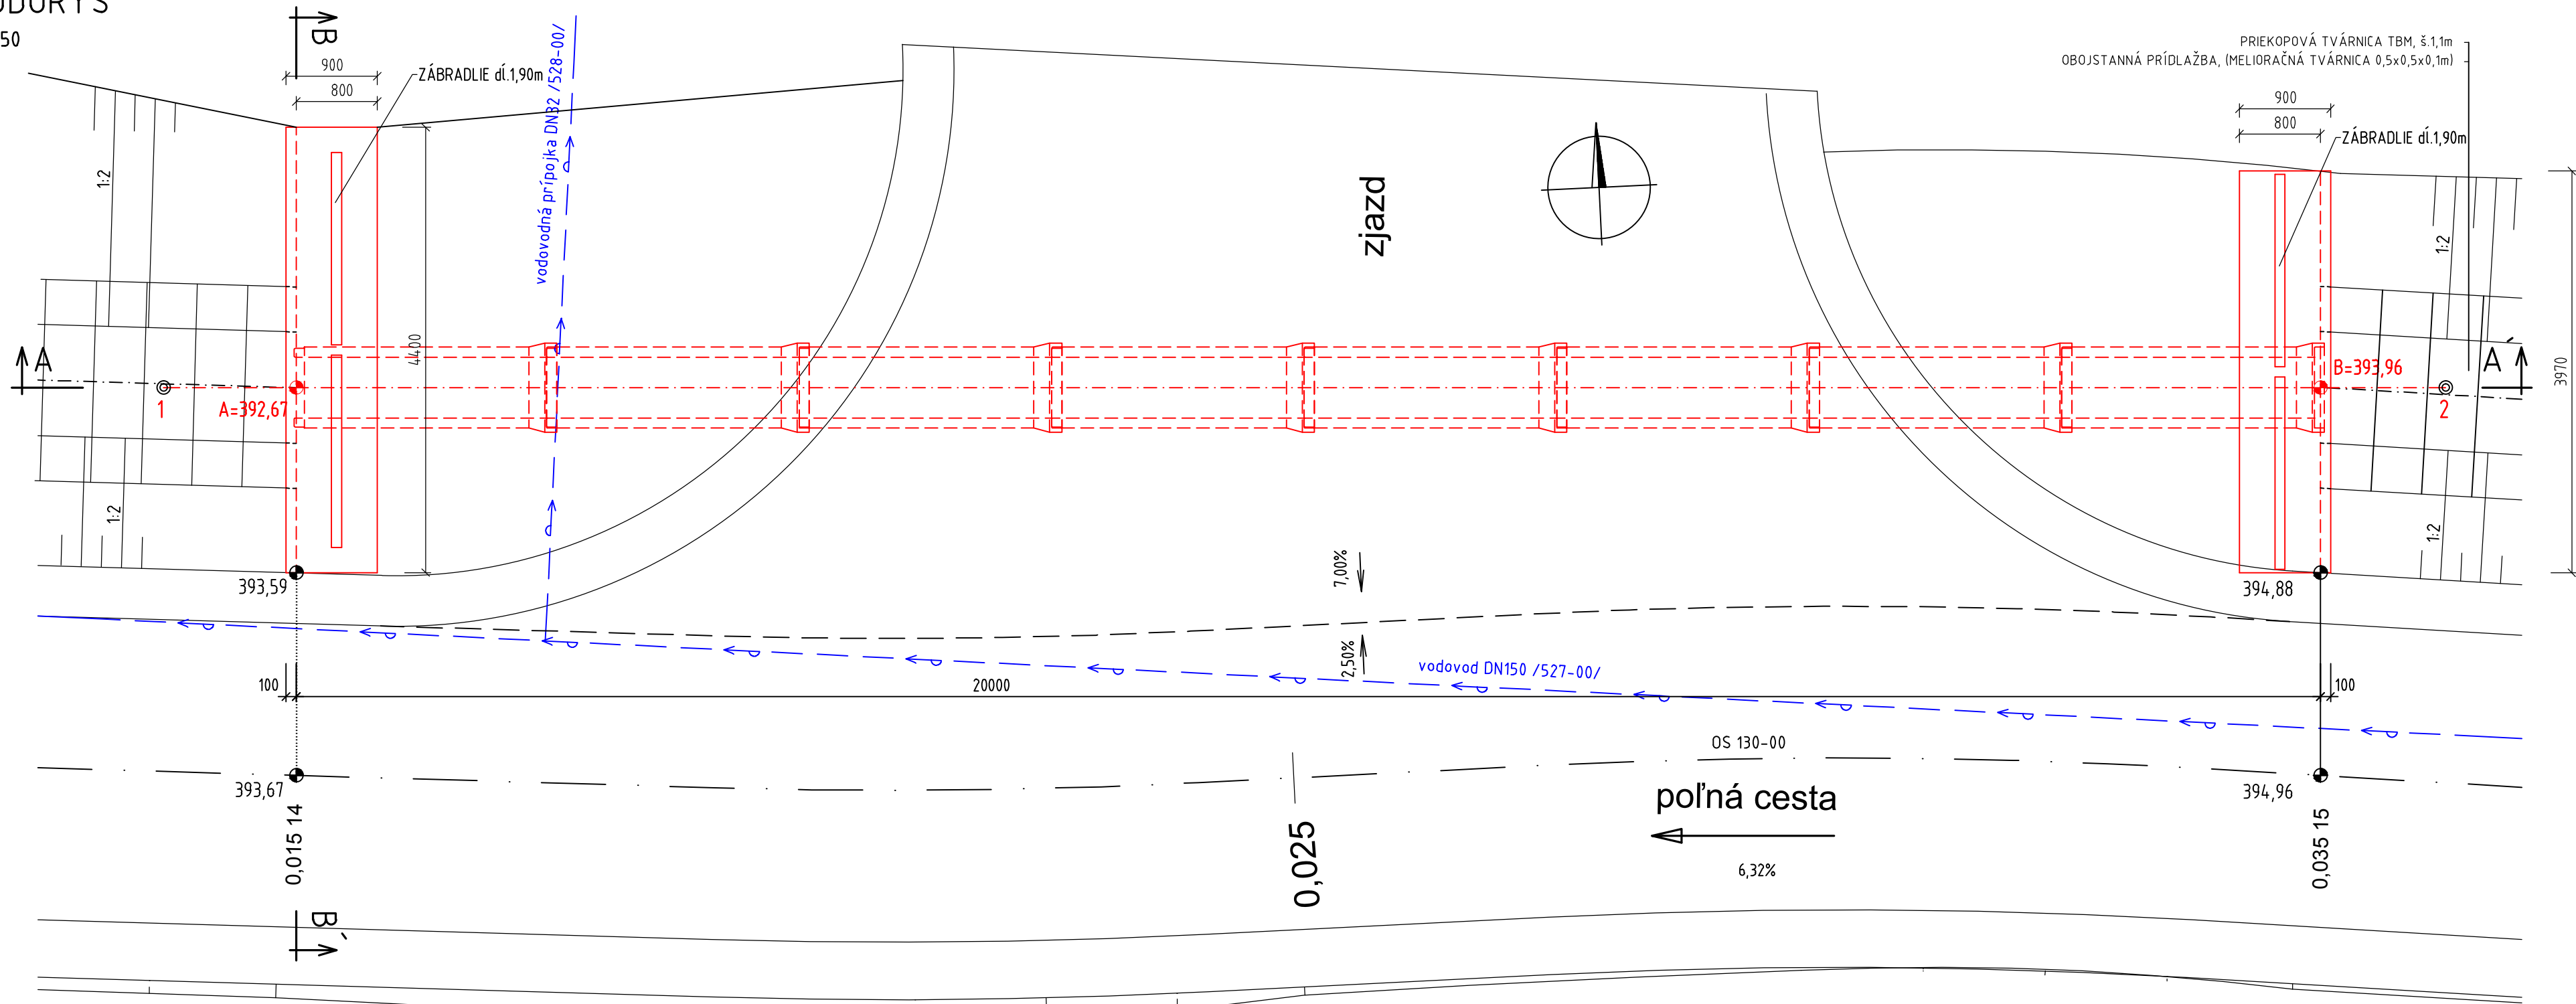 50
B
900
800
ZÁBRADLIE dĺ.1,90m
vodovodná prípojka DN32 /528-00/
PRIEKOPOVÁ TVÁRNICA TBM, š.1,1m
OBOJSTANNÁ PRÍDLAŽBA, (MELIORAČNÁ TVÁRNICA 0,5x0,5x0,1m)
900
800
ZÁBRADLIE dĺ.1,90m
1:2
zjazd
1:2
4400
3970
A
A´
1
A=392,67
B=393,96
2
1:2
1:2
393,59
7,00%
394,88
2,50%
vodovod DN150 /527-00/
100
20000
100
OS 130-00
393,67
poľná cesta
394,96
0,015 14
0,025
6,32%
0,035 15
B´